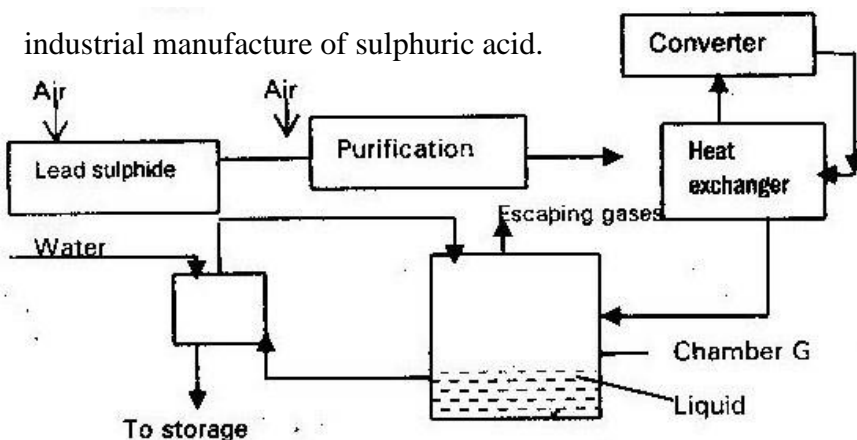 industrial manufacture of sulphuric acid.
Converter
Air
Air
Lead sulphide
Purification
Heat
exchanger
Escaping gases
Water
Chamber G
Liquid
To storage